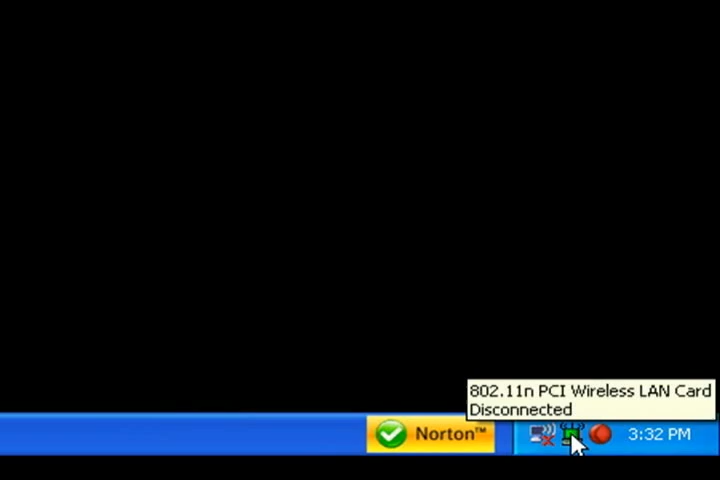 802.11n PCI Wireless LAN Card
Disconnected
Norton™
3:32 PM